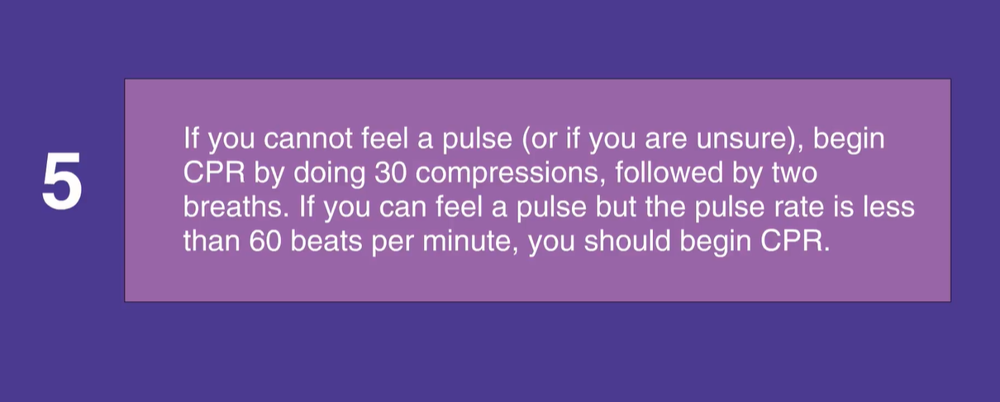 5
If you cannot feel a pulse (or if you are unsure), begin
CPR by doing 30 compressions, followed by two
breaths. If you can feel a pulse but the pulse rate is less
than 60 beats per minute, you should begin CPR.